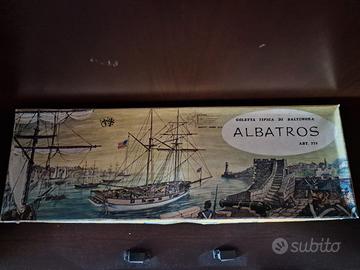 GOLETTA TIPICA DI BALTIMORA
ALBATROS
ART. 771
subito